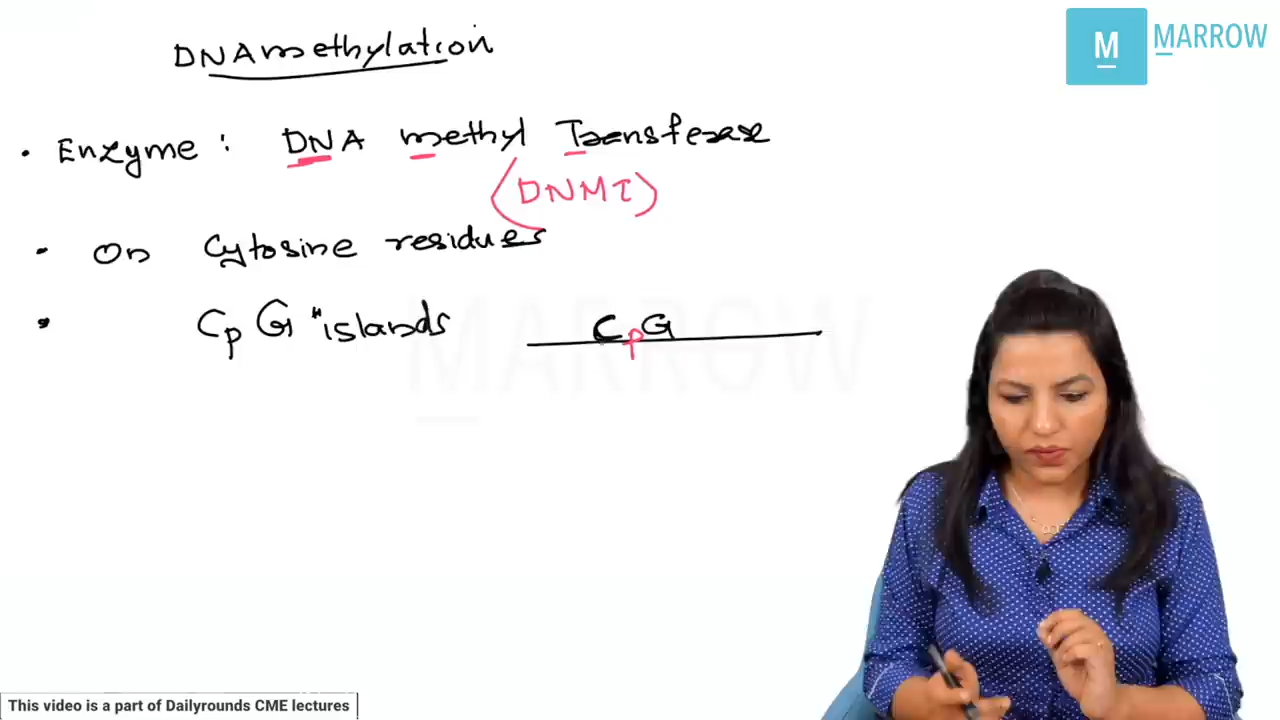 DNA methylation
M MARROW
• Enzyme : DNA methyl Transferase
(DNMT)
• On Cytosine residues
• CpG "islands CpG
MARROW
This video is a part of Dailyrounds CME lectures